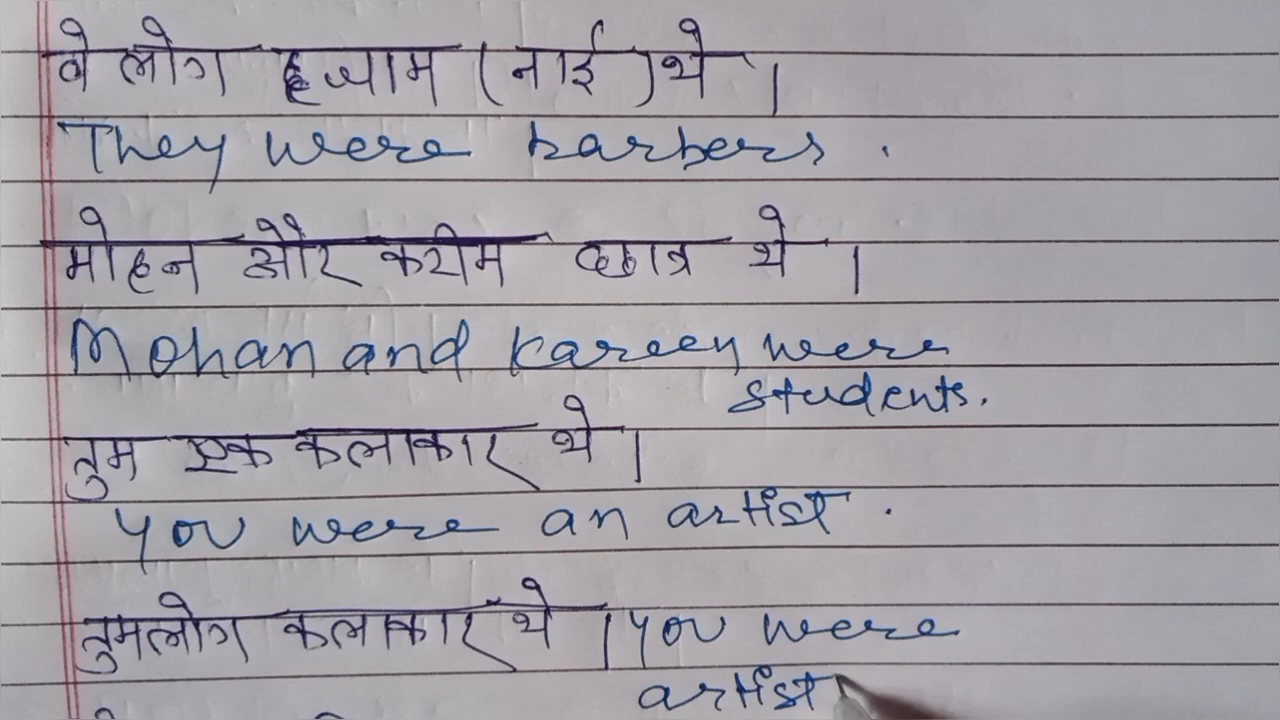 वे लोग हजाम (नाई) थे ।
They were barbers .
मोहन और करीम छात्र थे ।
Mohan and Kareem were
students.
तुम एक कलाकार थे ।
You were an artist .
तुमलोग कलाकार थे । You were
artist